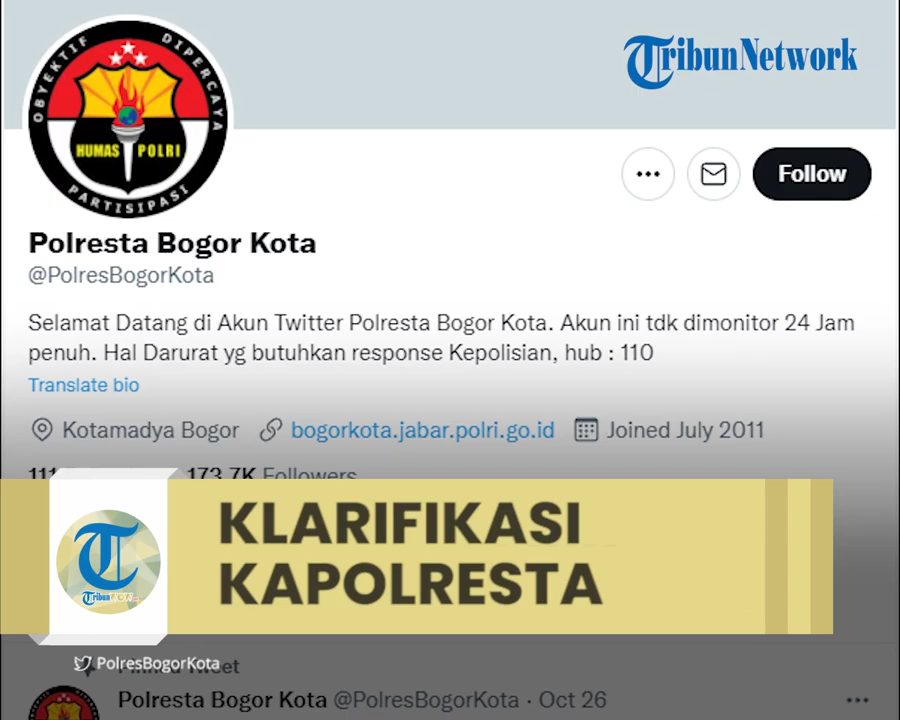 OBYEKTIF DIPERCAYA
HUMAS POLRI
PARTISIPASI
TribunNetwork
Follow
Polresta Bogor Kota
@PolresBogorKota
Selamat Datang di Akun Twitter Polresta Bogor Kota. Akun ini tdk dimonitor 24 Jam
penuh. Hal Darurat yg butuhkan response Kepolisian, hub : 110
Translate bio
Kotamadya Bogor bogorkota.jabar.polri.go.id Joined July 2011
173.7K Followers
KLARIFIKASI
KAPOLRESTA
PolresBogorKota
Tweet
Polresta Bogor Kota @PolresBogorKota · Oct 26